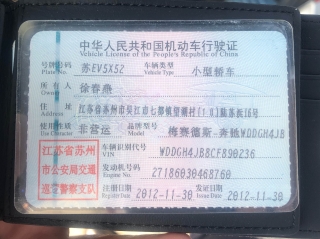 中华人民共和国机动车行驶证
Vehicle License of the People's Republic of China
号牌号码 苏EV5X52 车辆类型 小型轿车
Plate No. Vehicle Type
所有人 徐春燕
Owner
住址 江苏省苏州市吴江市七都镇望湖村(18)陆苏板16号
Address
使用性质 非营运 品牌型号 梅赛德斯-奔驰WDDGH4JB
Use Character Model
江苏省苏州
市公安局交通
巡逻警察支队
车辆识别代号 WDDGH4JB8CF890236
VIN
发动机号码 27186030468760
Engine No.
注册日期 2012-11-30 发证日期 2012-11-30
Register Date Issue Date